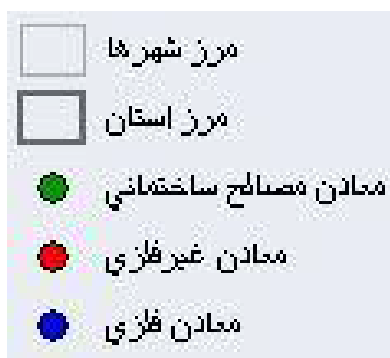 مرز شهرها
مرز استان
معادن مصالح ساختماني
معادن غيرفلزي
معادن فلزي